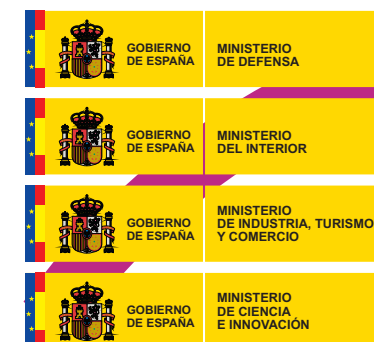 GOBIERNO
DE ESPAÑA
MINISTERIO
DE DEFENSA
GOBIERNO
DE ESPAÑA
MINISTERIO
DEL INTERIOR
GOBIERNO
DE ESPAÑA
MINISTERIO
DE INDUSTRIA, TURISMO
Y COMERCIO
GOBIERNO
DE ESPAÑA
MINISTERIO
DE CIENCIA
E INNOVACIÓN